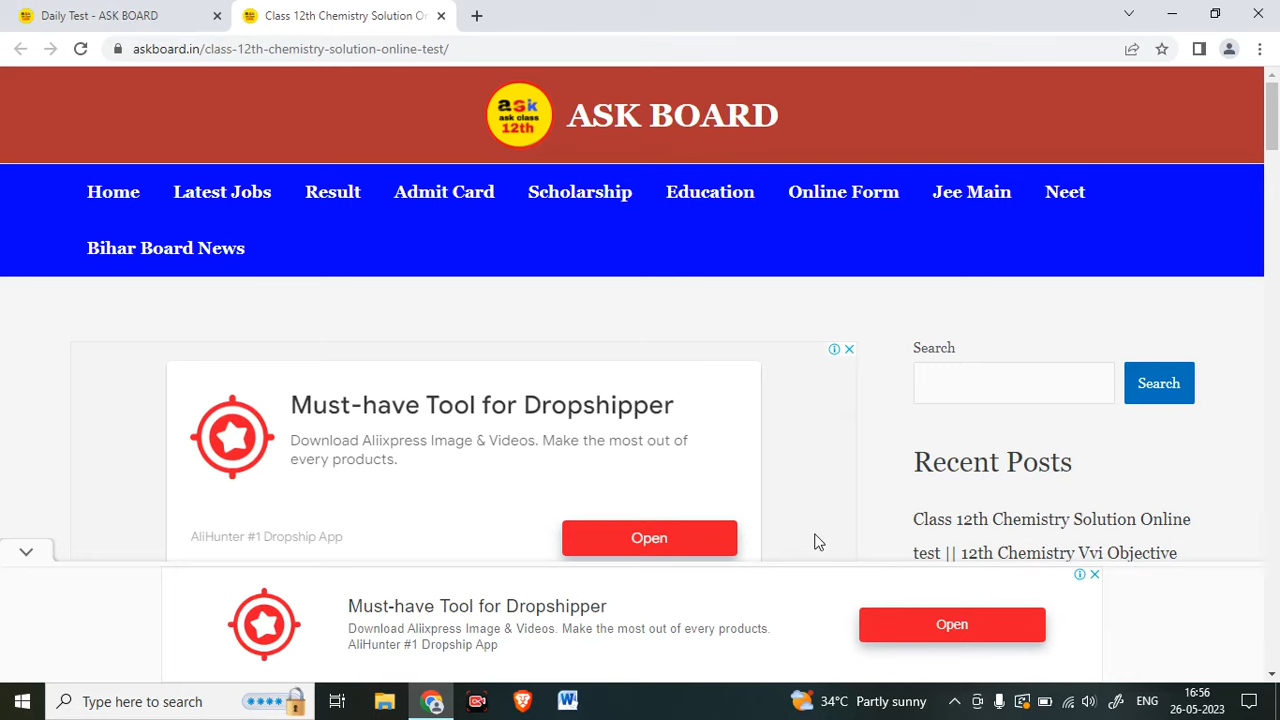 Daily Test - ASK BOARD
Class 12th Chemistry Solution On
askboard.in/class-12th-chemistry-solution-online-test/
ask
ask class
12th
ASK BOARD
Home Latest Jobs Result Admit Card Scholarship Education Online Form Jee Main Neet
Bihar Board News
Must-have Tool for Dropshipper
Download Aliixpress Image & Videos. Make the most out of
every products.
AliHunter #1 Dropship App
Open
Search
Search
Recent Posts
Class 12th Chemistry Solution Online
test || 12th Chemistry Vvi Objective
Must-have Tool for Dropshipper
Download Aliixpress Image & Videos. Make the most out of every products.
AliHunter #1 Dropship App
Open
Type here to search
34°C Partly sunny
ENG
16:56
26-05-2023